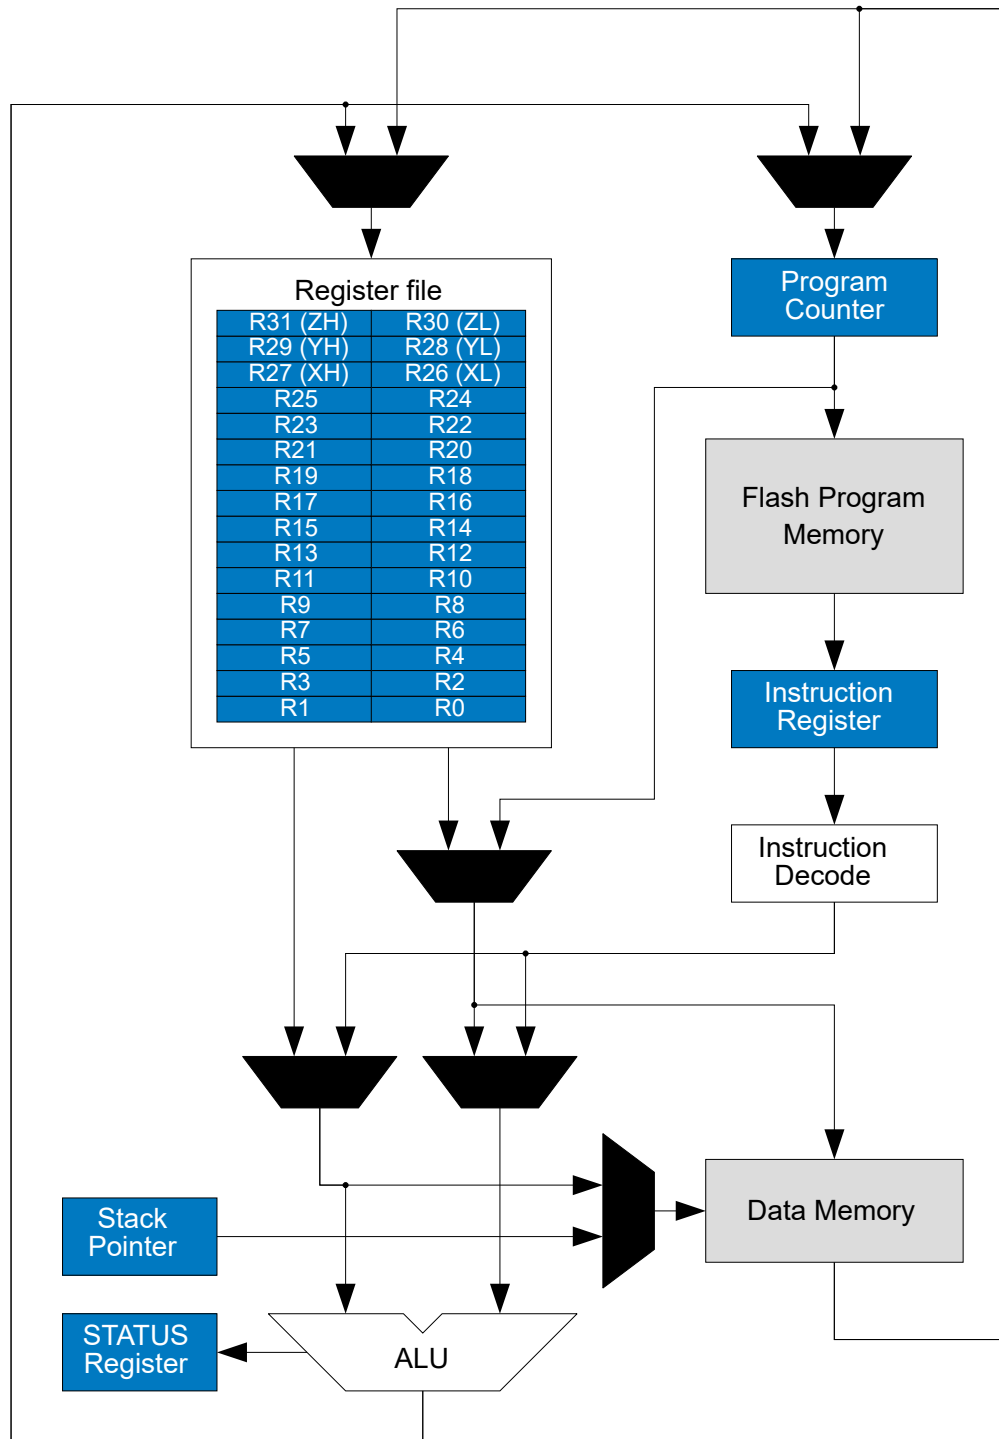 Register file
R31 (ZH) R30 (ZL)
R29 (YH) R28 (YL)
R27 (XH) R26 (XL)
R25 R24
R23 R22
R21 R20
R19 R18
R17 R16
R15 R14
R13 R12
R11 R10
R9 R8
R7 R6
R5 R4
R3 R2
R1 R0
Program
Counter
Flash Program
Memory
Instruction
Register
Instruction
Decode
Stack
Pointer
Data Memory
STATUS
Register
ALU